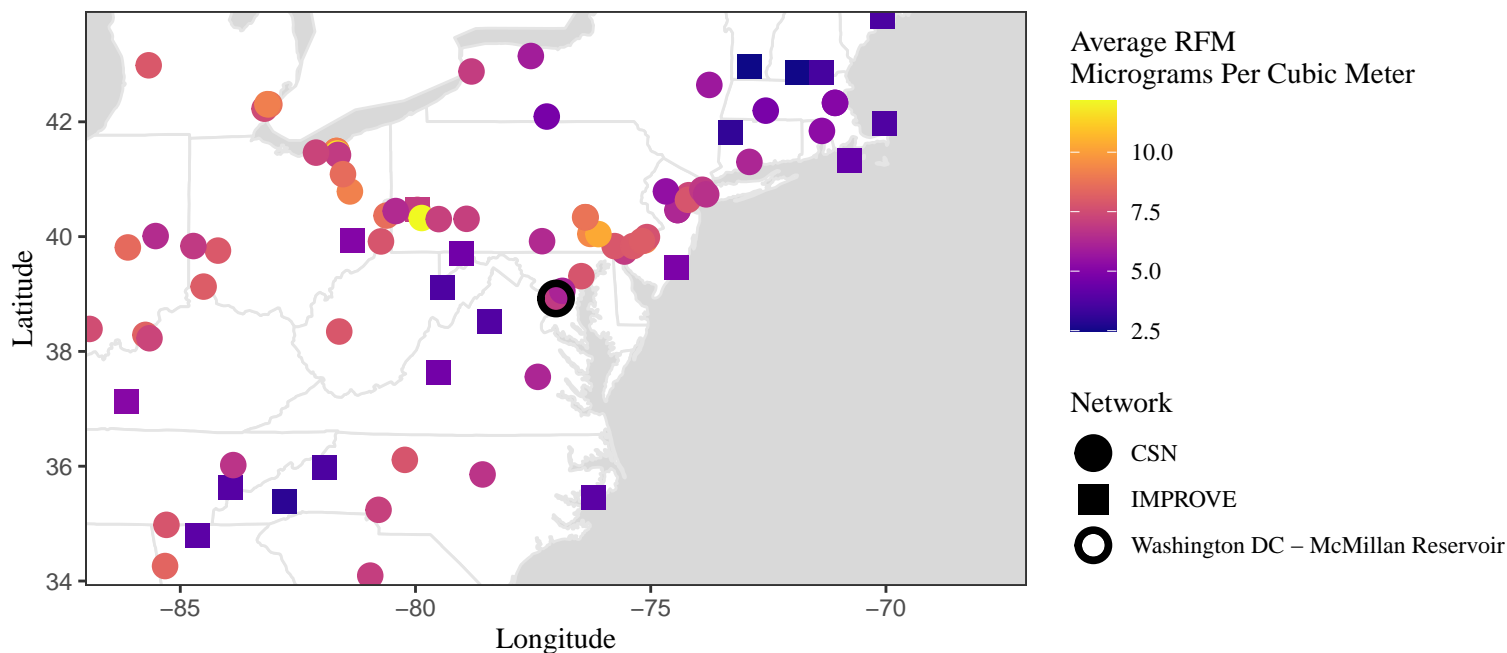 42
40
38
36
34
−85
−80
−75
−70
Latitude
Longitude
Average RFM
Micrograms Per Cubic Meter
10.0
7.5
5.0
2.5
Network
CSN
IMPROVE
Washington DC – McMillan Reservoir